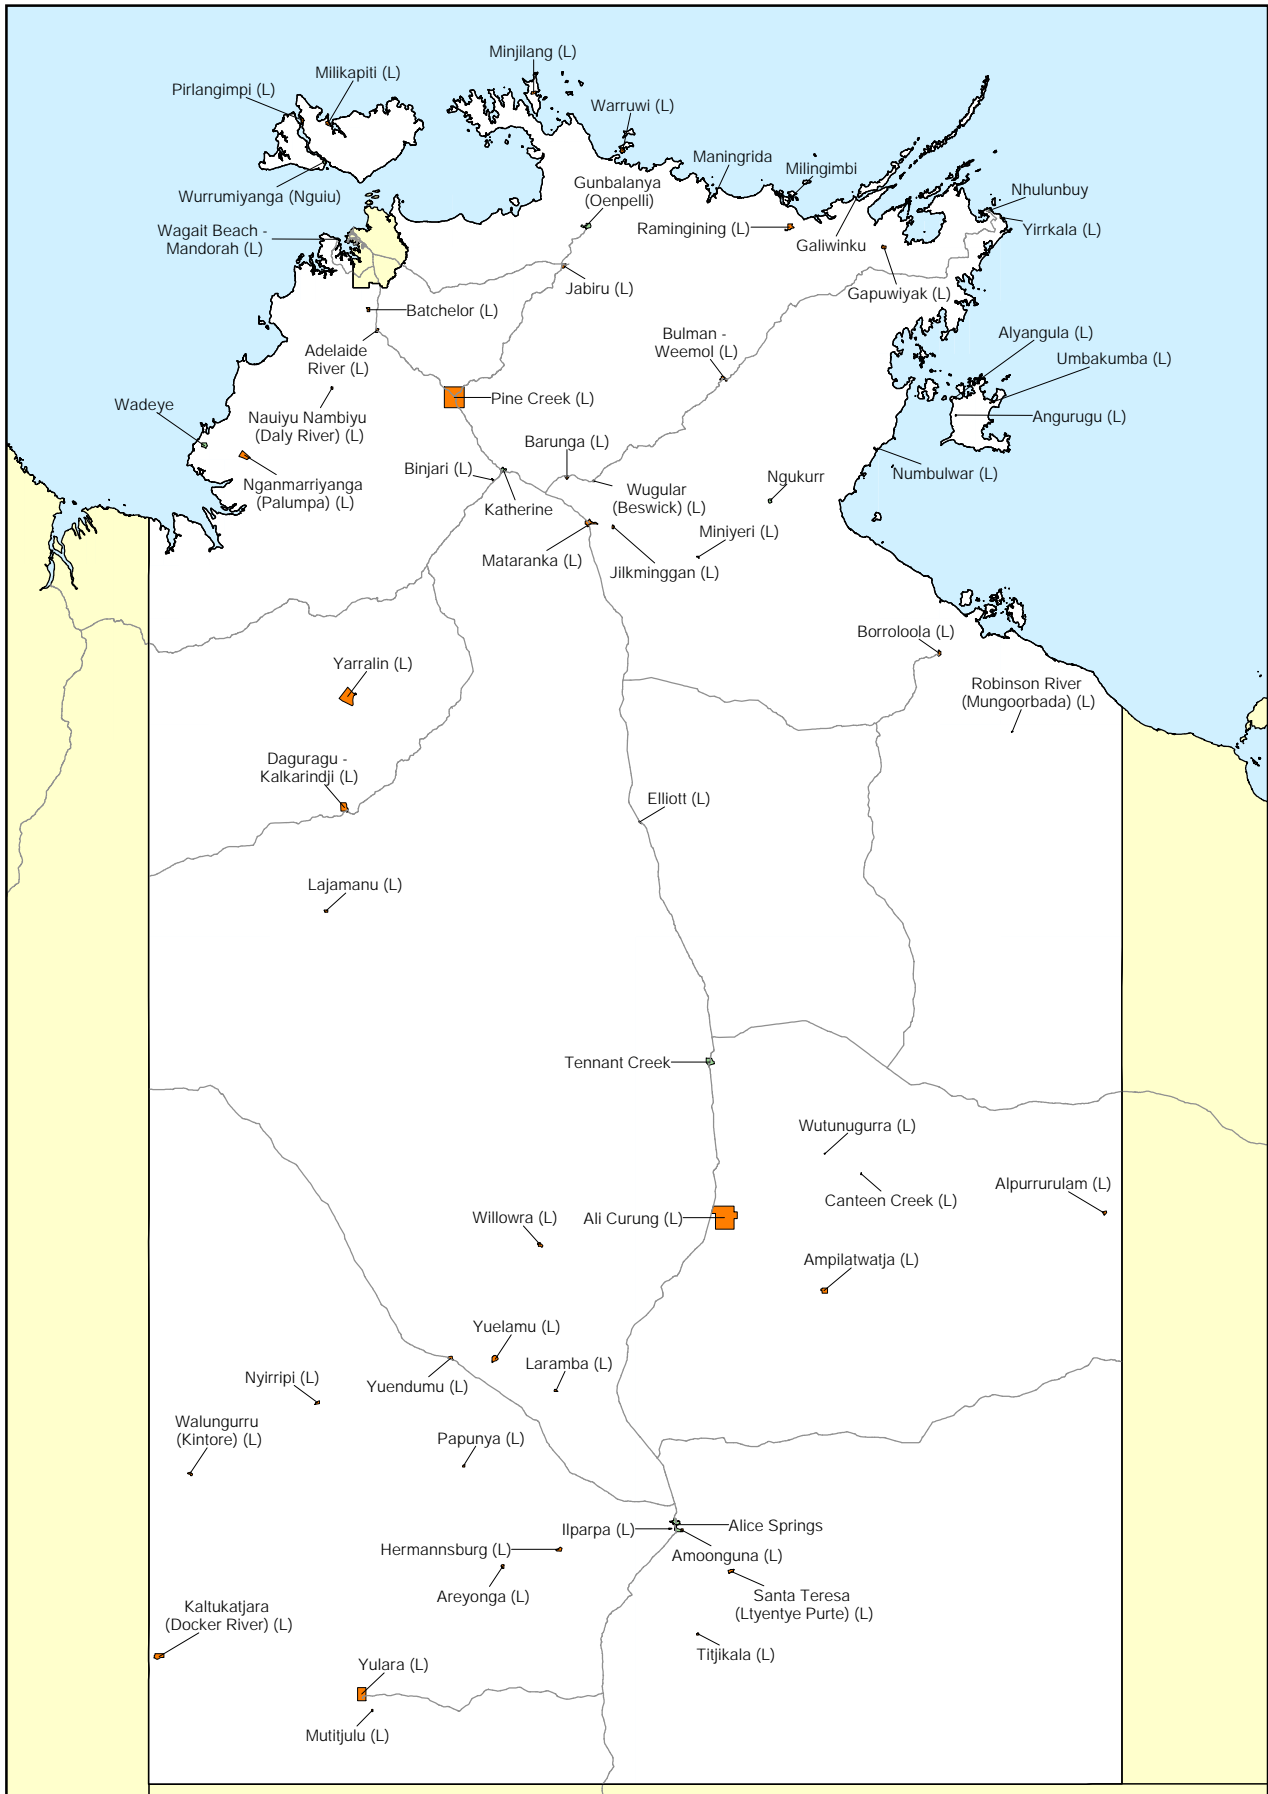 Minjilang (L)
Milikapiti (L)
Pirlangimpi (L)
Warruwi (L)
Maningrida
Milingimbi
Gunbalanya
(Oenpelli)
Nhulunbuy
Wurrumiyanga (Nguiu)
Wagait Beach -
Mandorah (L)
Ramingining (L)
Yirrkala (L)
Galiwinku
Jabiru (L)
Gapuwiyak (L)
Batchelor (L)
Bulman -
Weemol (L)
Alyangula (L)
Adelaide
River (L)
Umbakumba (L)
Pine Creek (L)
Wadeye
Nauiyu Nambiyu
(Daly River) (L)
Angurugu (L)
Barunga (L)
Binjari (L)
Ngukurr
Numbulwar (L)
Nganmarriyanga
(Palumpa) (L)
Wugular
(Beswick) (L)
Katherine
Miniyeri (L)
Mataranka (L)
Jilkminggan (L)
Borroloola (L)
Yarralin (L)
Robinson River
(Mungoorbada) (L)
Daguragu -
Kalkarindji (L)
Elliott (L)
Lajamanu (L)
Tennant Creek
Wutunugurra (L)
Alpurrurulam (L)
Canteen Creek (L)
Willowra (L)
Ali Curung (L)
Ampilatwatja (L)
Yuelamu (L)
Laramba (L)
Nyirripi (L)
Yuendumu (L)
Walungurru
(Kintore) (L)
Papunya (L)
Ilparpa (L)
Alice Springs
Hermannsburg (L)
Amoonguna (L)
Areyonga (L)
Santa Teresa
(Ltyentye Purte) (L)
Kaltukatjara
(Docker River) (L)
Titjikala (L)
Yulara (L)
Mutitjulu (L)